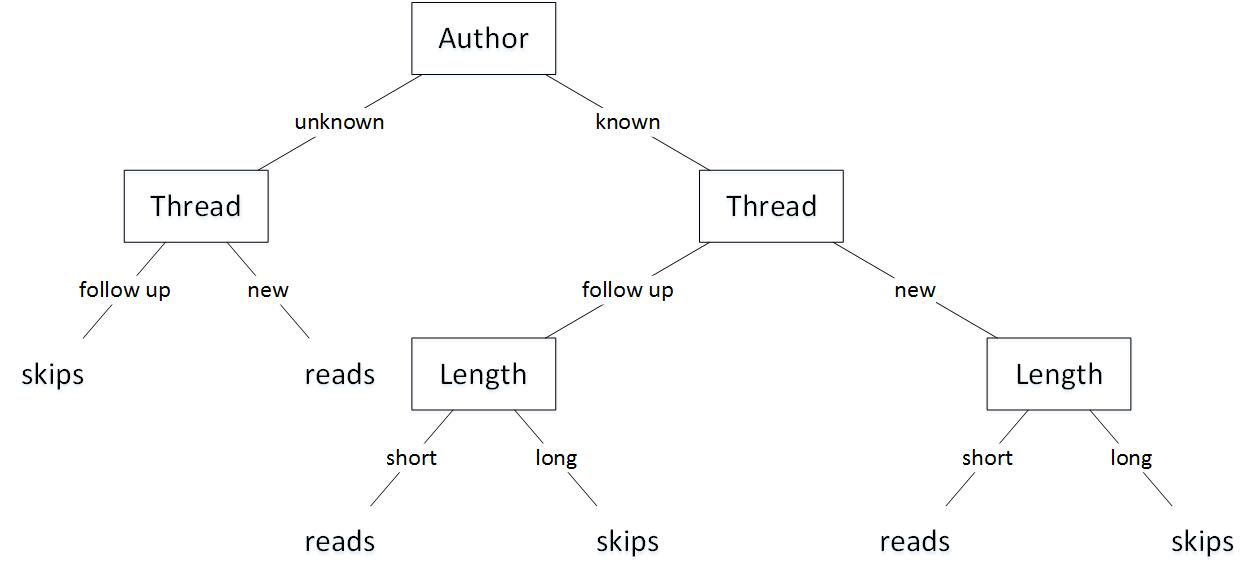 Author
unknown
known
Thread
Thread
follow up
new
follow up
new
skips
reads
Length
Length
short
long
short
long
reads
skips
reads
skips